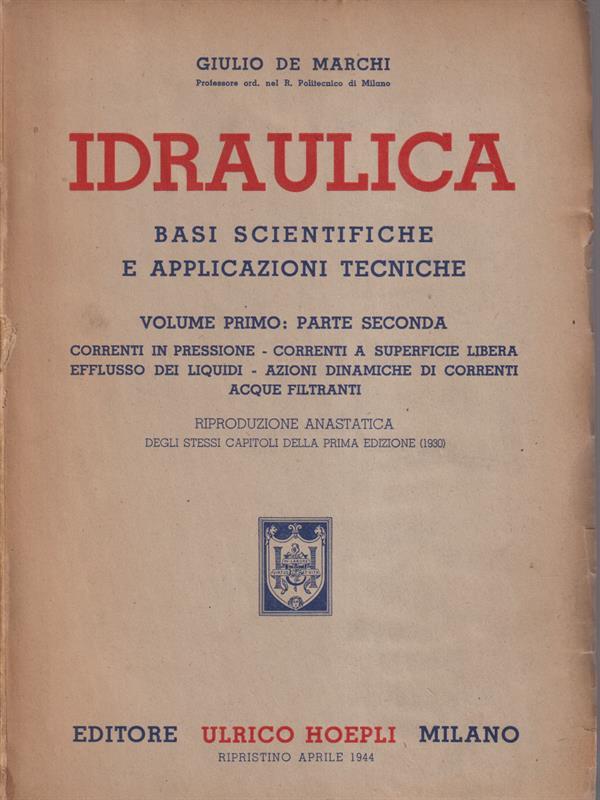 GIULIO DE MARCHI
Professore ord. nel R. Politecnico di Milano
IDRAULICA
BASI SCIENTIFICHE
E APPLICAZIONI TECNICHE
VOLUME PRIMO: PARTE SECONDA
CORRENTI IN PRESSIONE - CORRENTI A SUPERFICIE LIBERA
EFFLUSSO DEI LIQUIDI - AZIONI DINAMICHE DI CORRENTI
ACQUE FILTRANTI
RIPRODUZIONE ANASTATICA
DEGLI STESSI CAPITOLI DELLA PRIMA EDIZIONE (1930)
EDITORE ULRICO HOEPLI MILANO
RIPRISTINO APRILE 1944